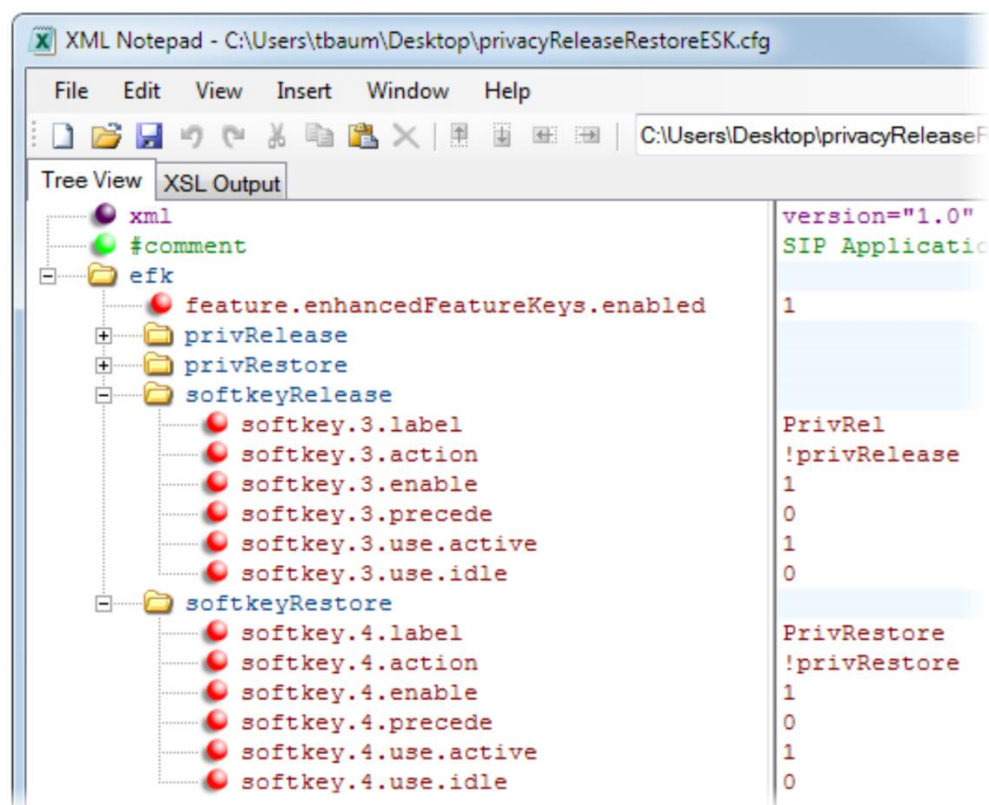 XML Notepad - C:\Users\tbaum\Desktop\privacyReleaseRestoreESK.cfg
File Edit View Insert Window Help
C:\Users\Desktop\privacyRelease
Tree View XSL Output
xml version="1.0"
#comment SIP Applicatio
efk
feature.enhancedFeatureKeys.enabled 1
privRelease
privRestore
softkeyRelease
softkey.3.label PrivRel
softkey.3.action !privRelease
softkey.3.enable 1
softkey.3.precede 0
softkey.3.use.active 1
softkey.3.use.idle 0
softkeyRestore
softkey.4.label PrivRestore
softkey.4.action !privRestore
softkey.4.enable 1
softkey.4.precede 0
softkey.4.use.active 1
softkey.4.use.idle 0